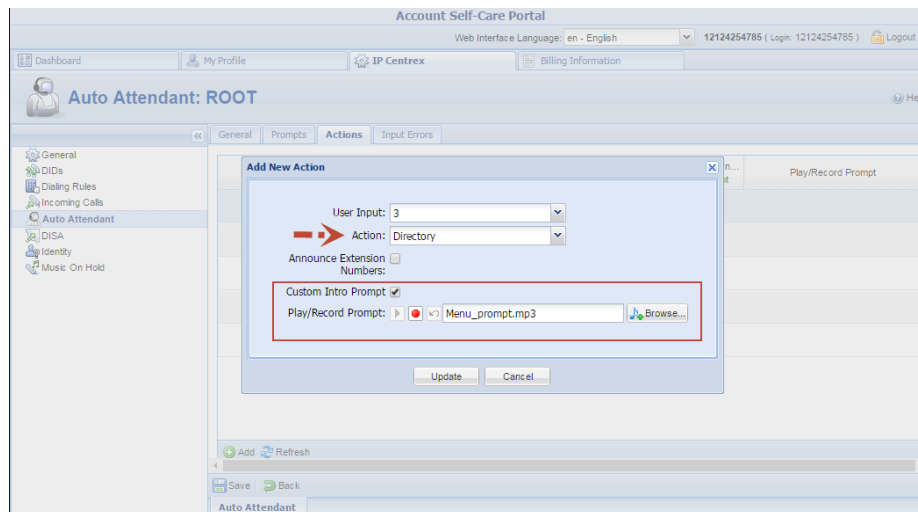 Account Self-Care Portal
Web Interface Language: en - English 12124254785 ( Login: 12124254785 ) Logout
Dashboard My Profile IP Centrex Billing Information
Auto Attendant: ROOT He
General Prompts Actions Input Errors
General
DIDs
Dialing Rules
Incoming Calls
Auto Attendant
DISA
Identity
Music On Hold
Play/Record Prompt
Add New Action
User Input: 3
Action: Directory
Announce Extension
Numbers:
Custom Intro Prompt
Play/Record Prompt: Menu_prompt.mp3 Browse...
Update Cancel
Add Refresh
Save Back
Auto Attendant